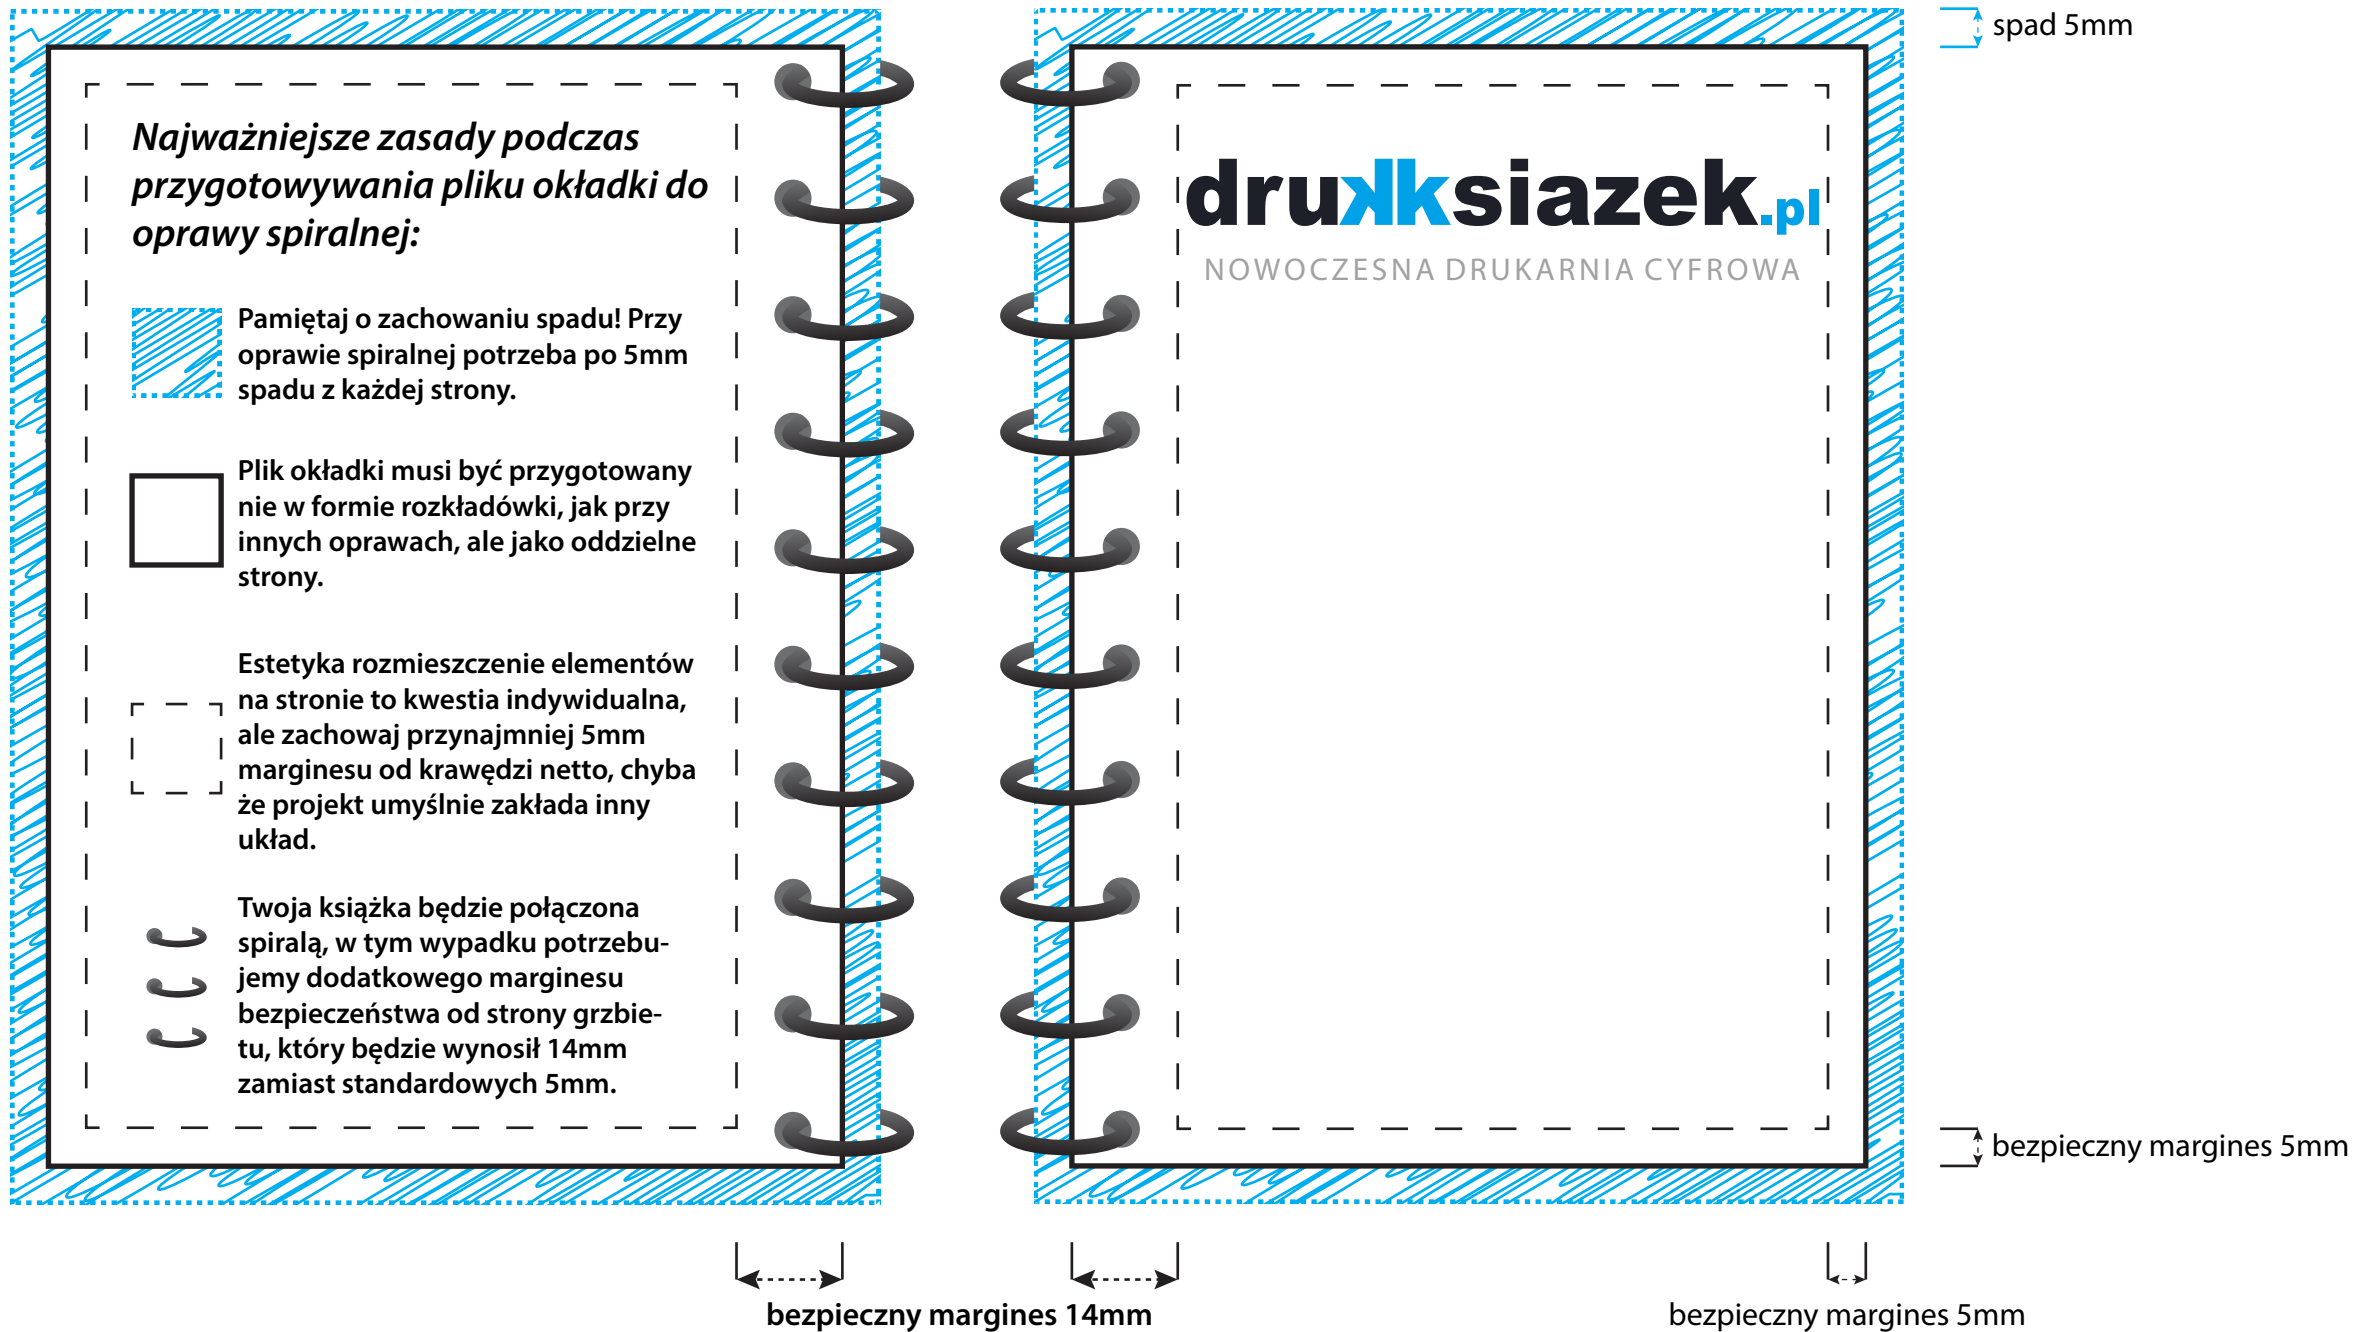 spad 5mm
Najważniejsze zasady podczas
przygotowywania pliku okładki do
oprawy spiralnej:
Pamiętaj o zachowaniu spadu! Przy
oprawie spiralnej potrzeba po 5mm
spadu z każdej strony.
Plik okładki musi być przygotowany
nie w formie rozkładówki, jak przy
innych oprawach, ale jako oddzielne
strony.
Estetyka rozmieszczenie elementów
na stronie to kwestia indywidualna,
ale zachowaj przynajmniej 5mm
marginesu od krawędzi netto, chyba
że projekt umyślnie zakłada inny
układ.
Twoja książka będzie połączona
spiralą, w tym wypadku potrzebu-
jemy dodatkowego marginesu
bezpieczeństwa od strony grzbie-
tu, który będzie wynosił 14mm
zamiast standardowych 5mm.
drukksiazek.pl
NOWOCZESNA DRUKARNIA CYFROWA
bezpieczny margines 5mm
bezpieczny margines 14mm
bezpieczny margines 5mm